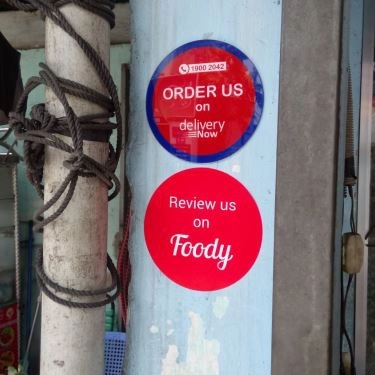 1900 2042
ORDER US
on
delivery
Now
Review us
on
Foody